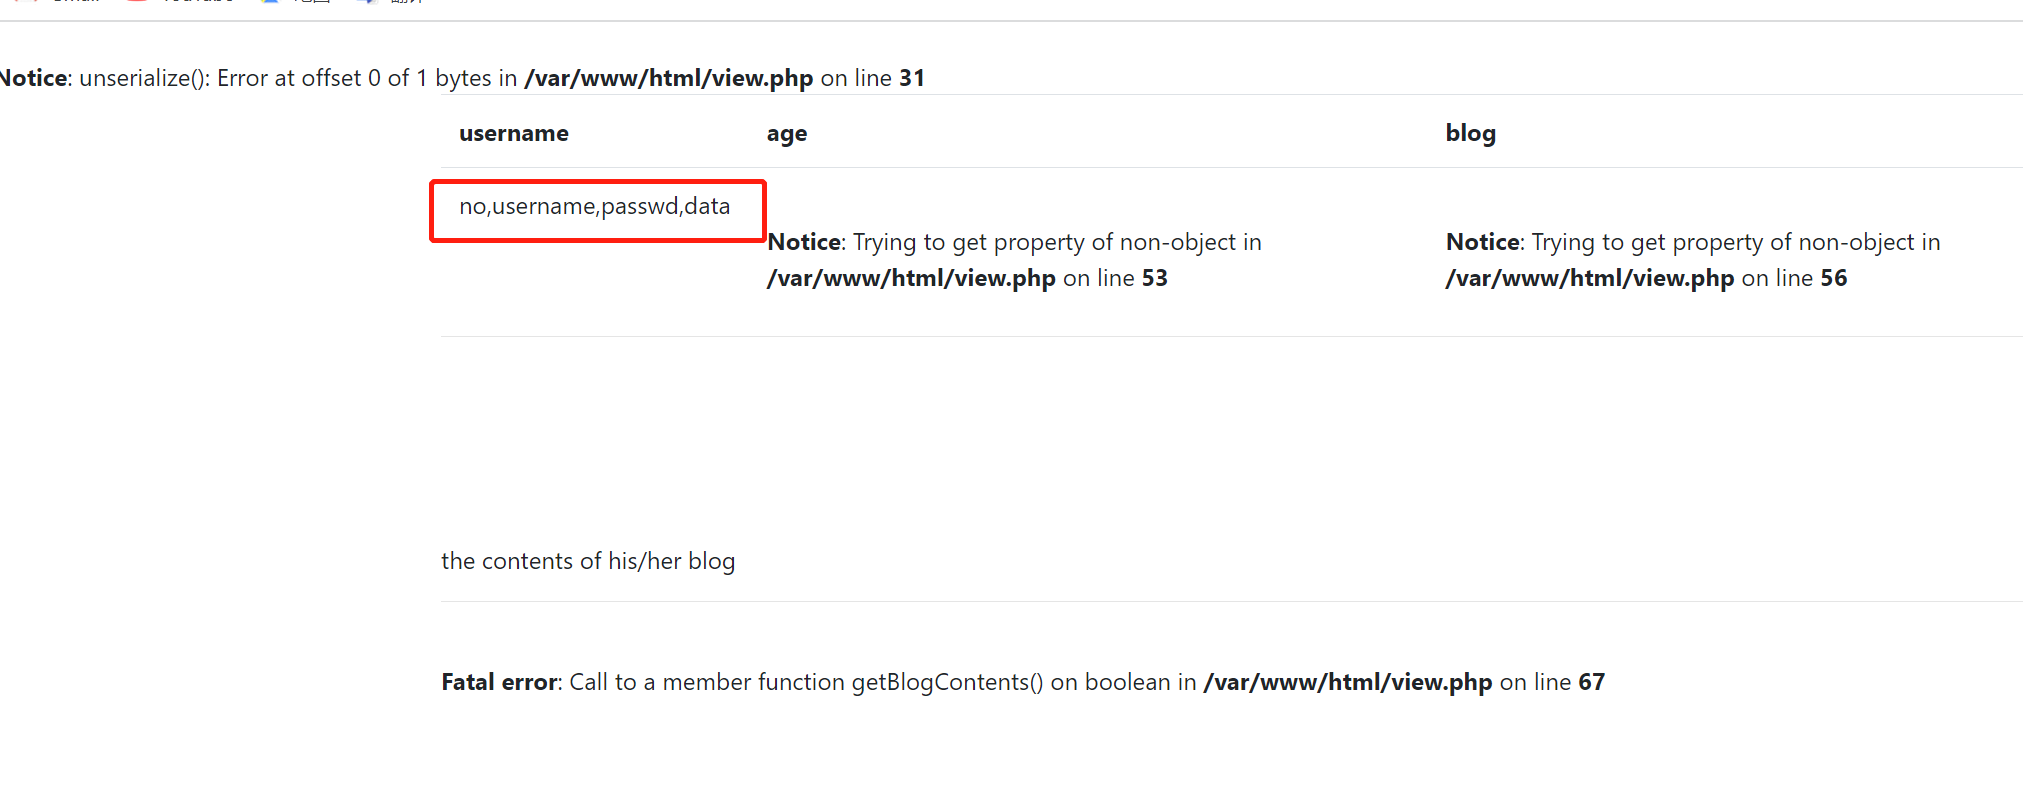 Notice: unserialize(): Error at offset 0 of 1 bytes in /var/www/html/view.php on line 31
username age blog
no,username,passwd,data
Notice: Trying to get property of non-object in
/var/www/html/view.php on line 53
Notice: Trying to get property of non-object in
/var/www/html/view.php on line 56
the contents of his/her blog
Fatal error: Call to a member function getBlogContents() on boolean in /var/www/html/view.php on line 67